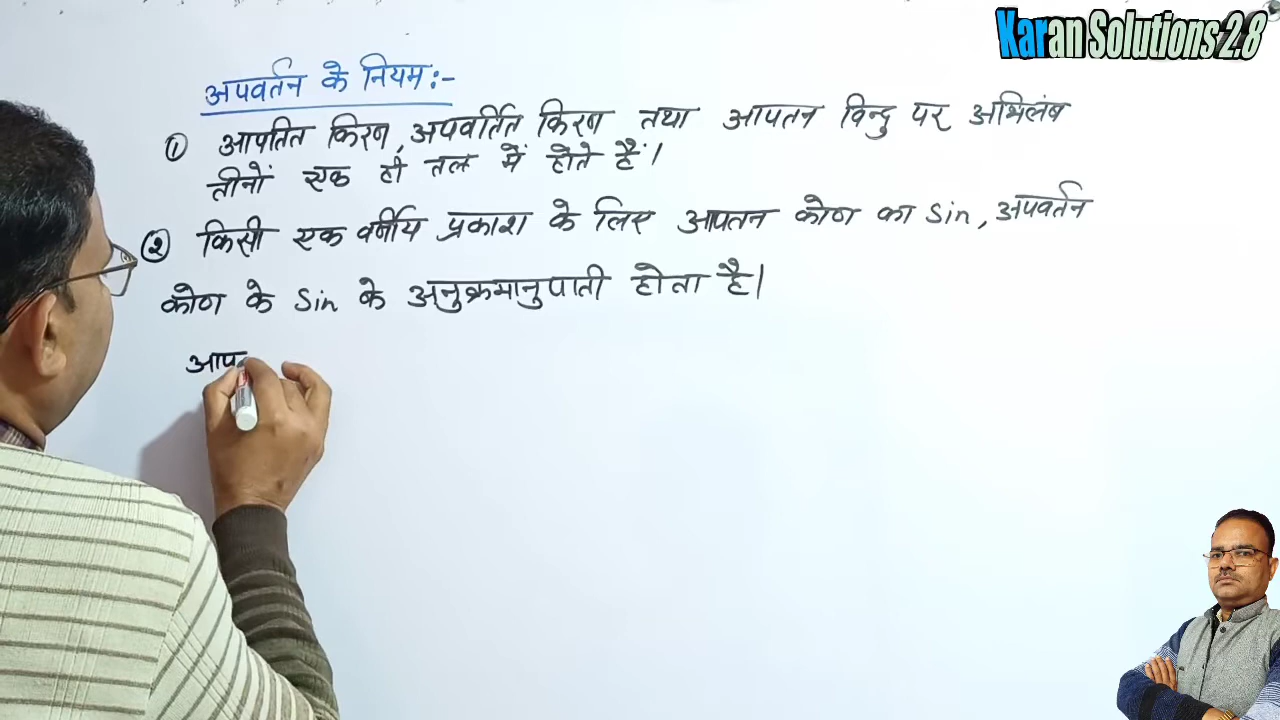 Karan Solutions 2.8
अपवर्तन के नियम:-
① आपतित किरण, अपवर्तित किरण तथा आपतन विन्दु पर अभिलंब
तीनों एक ही तल में होते हैं।
② किसी एक वर्णीय प्रकाश के लिए आपतन कोण का Sin, अपवर्तन
कोण के Sin के अनुक्रमानुपाती होता है।
आप